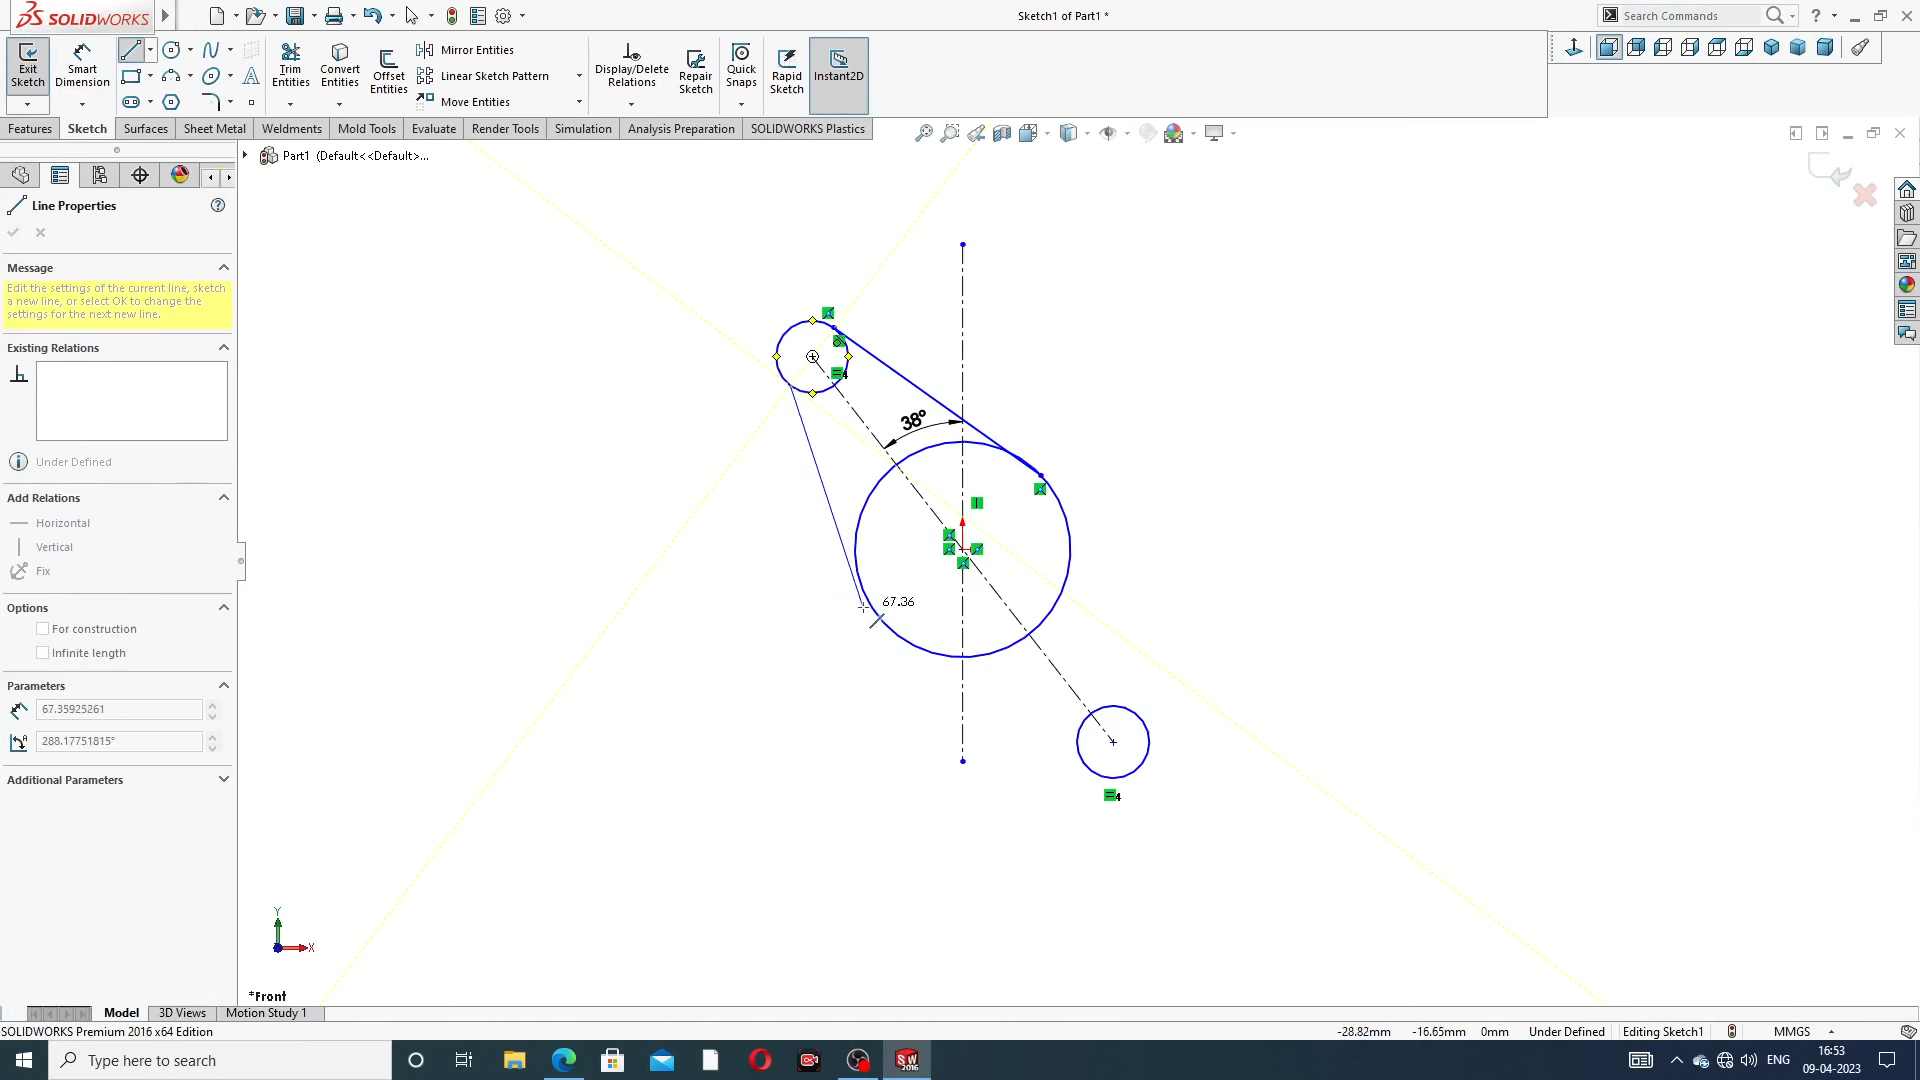 SOLIDWORKS
Sketch1 of Part1 *
Search Commands
?
Exit Sketch
Smart Dimension
Trim Entities
Convert Entities
Offset Entities
Mirror Entities
Linear Sketch Pattern
Move Entities
Display/Delete Relations
Repair Sketch
Quick Snaps
Rapid Sketch
Instant2D
Features
Sketch
Surfaces
Sheet Metal
Weldments
Mold Tools
Evaluate
Render Tools
Simulation
Analysis Preparation
SOLIDWORKS Plastics
Part1 (Default<<Default>...
Line Properties
?
Message
Edit the settings of the current line, sketch
a new line, or select OK to change the
settings for the next new line.
Existing Relations
Under Defined
Add Relations
Horizontal
Vertical
Fix
Options
For construction
Infinite length
Parameters
67.35925261
288.17751815°
Additional Parameters
4
38°
67.36
4
Y
X
*Front
Model
3D Views
Motion Study 1
SOLIDWORKS Premium 2016 x64 Edition
-28.82mm
-16.65mm
0mm
Under Defined
Editing Sketch1
MMGS
Type here to search
SW
2016
ENG
16:53
09-04-2023